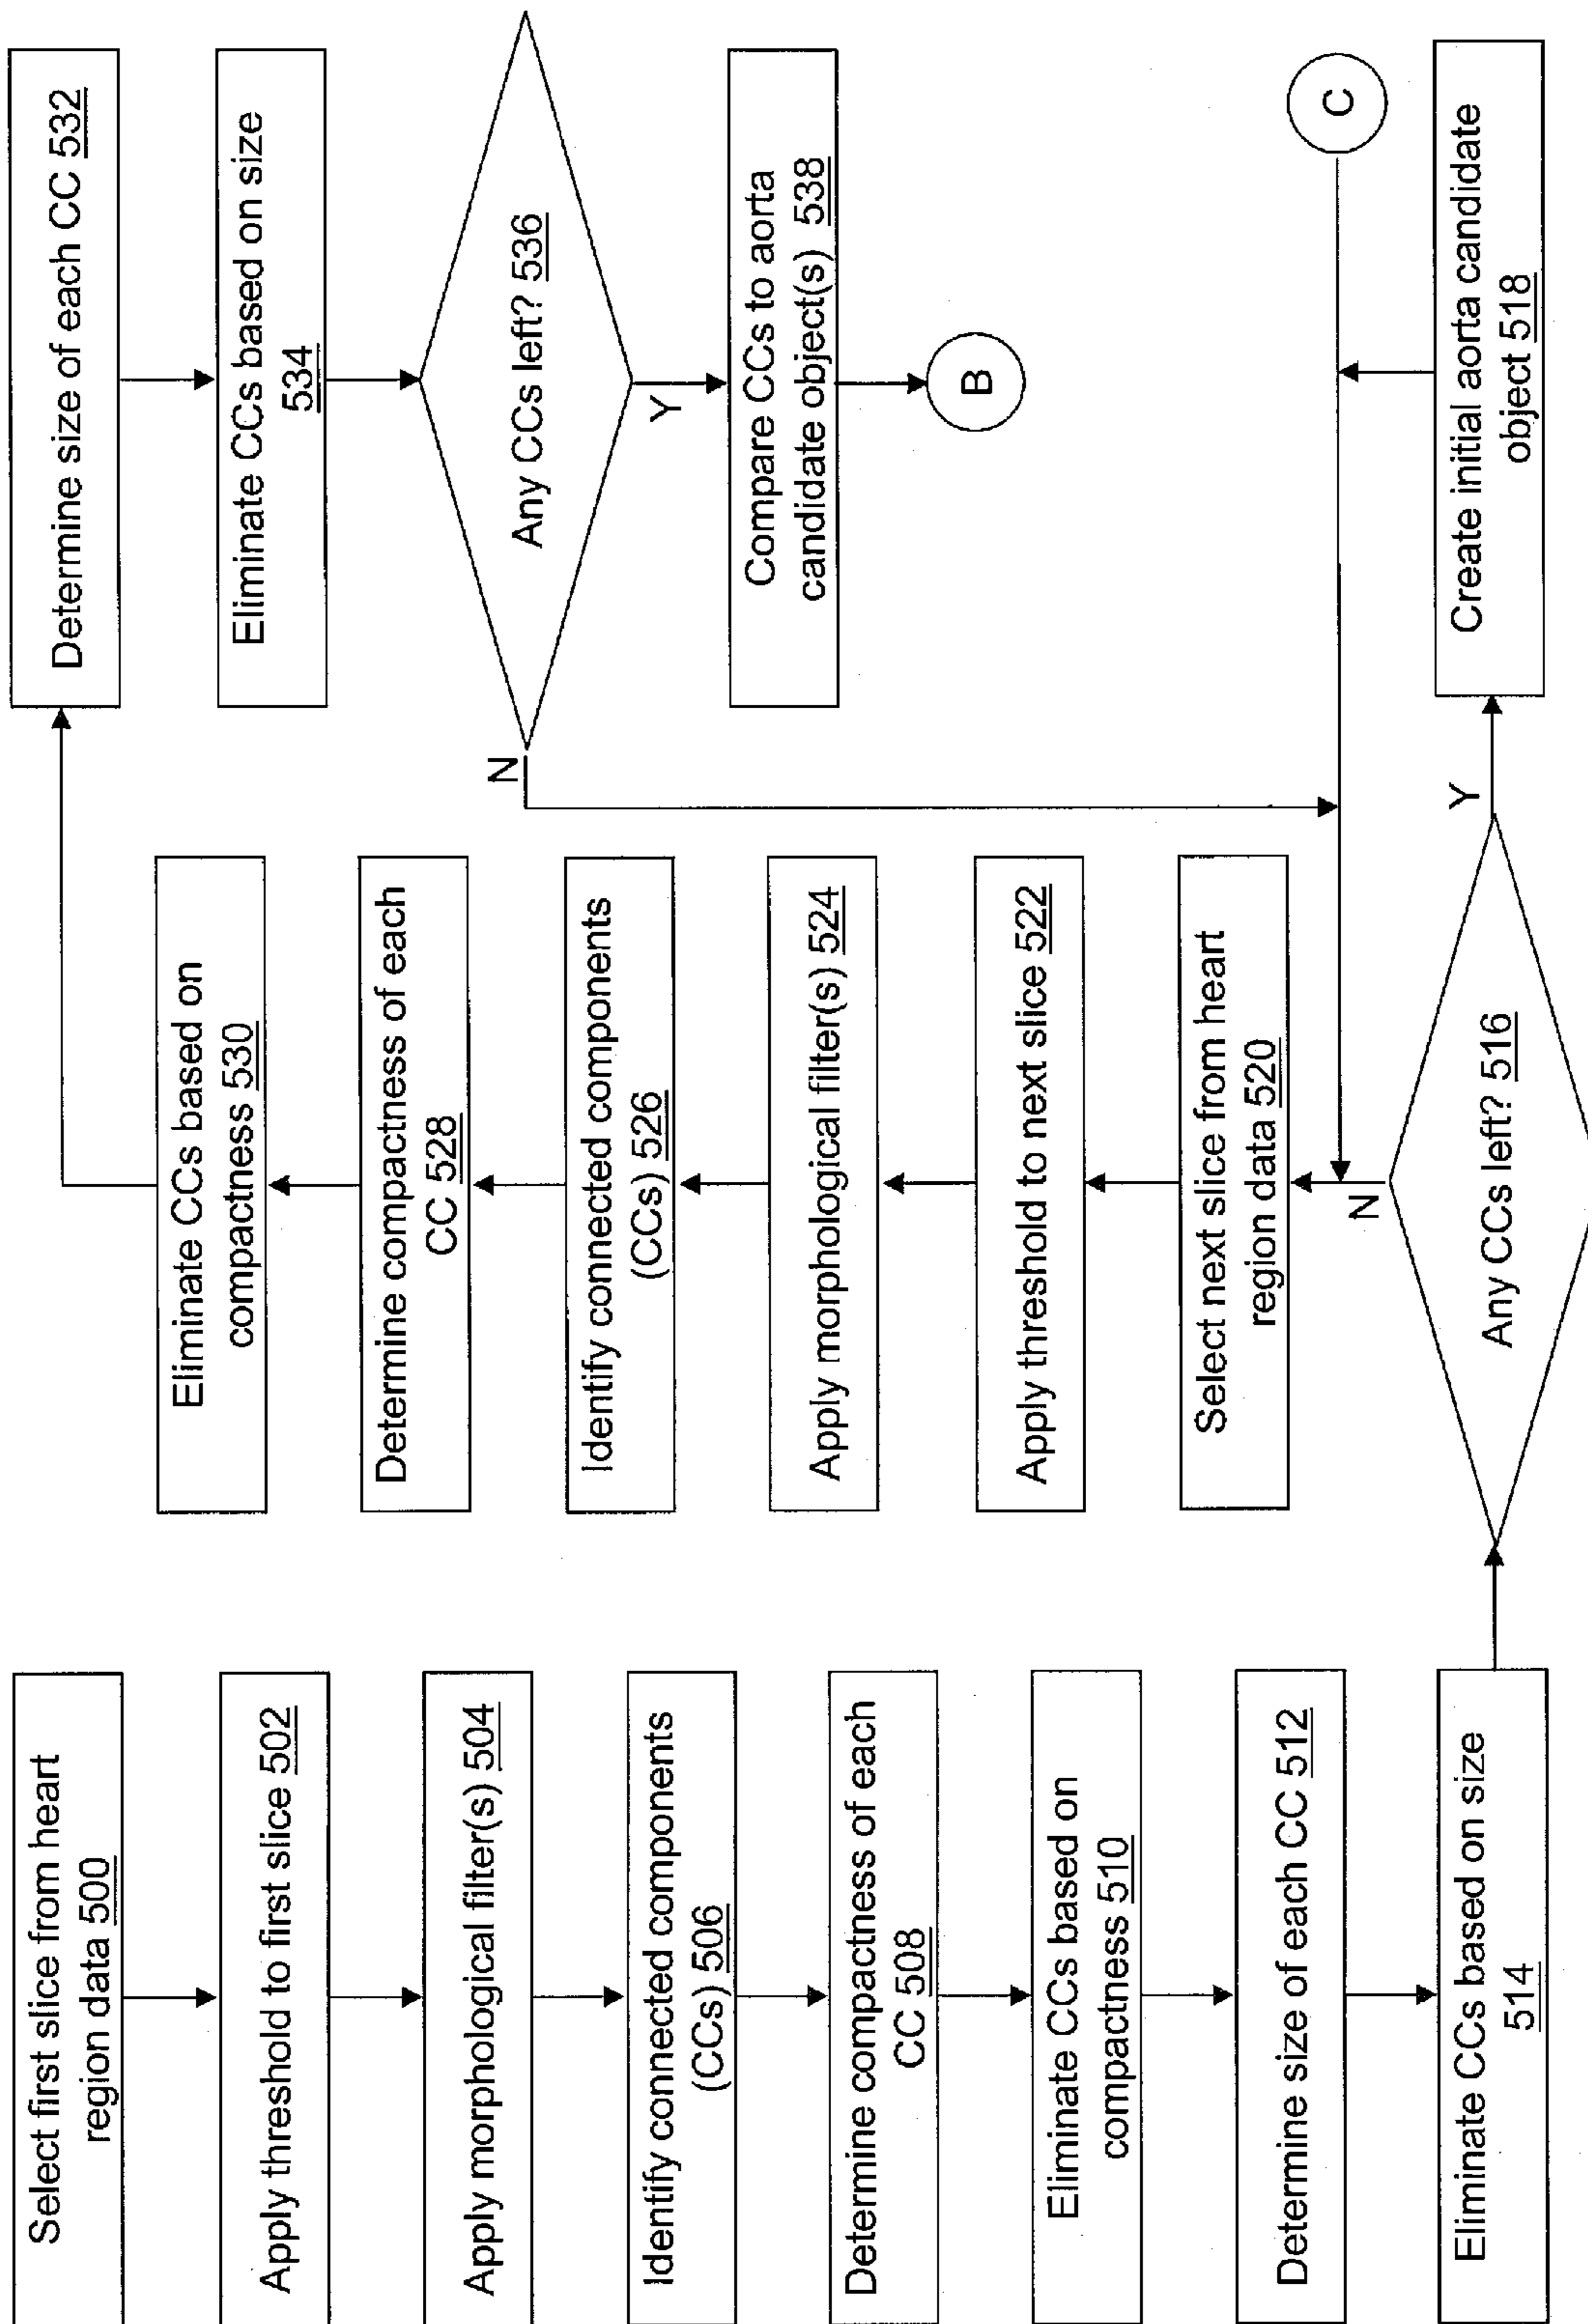 Select first slice from heart
region data 500
Apply threshold to first slice 502
Apply morphological filter(s) 504
Identify connected components
(CCs) 506
Determine compactness of each
CC 508
Eliminate CCs based on
compactness 510
Determine size of each CC 512
Eliminate CCs based on size
514
Any CCs left? 516
Y
N
Create initial aorta candidate
object 518
C
Select next slice from heart
region data 520
Apply threshold to next slice 522
Apply morphological filter(s) 524
Identify connected components
(CCs) 526
Determine compactness of each
CC 528
Eliminate CCs based on
compactness 530
Determine size of each CC 532
Eliminate CCs based on size
534
Any CCs left? 536
N
Y
Compare CCs to aorta
candidate object(s) 538
B